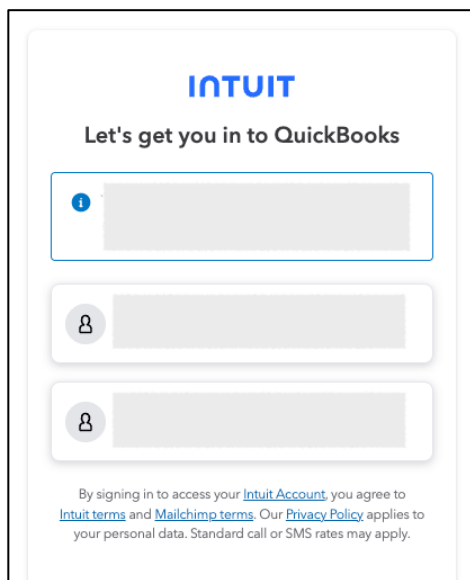 INTUIT
Let's get you in to QuickBooks
By signing in to access your Intuit Account, you agree to
Intuit terms and Mailchimp terms. Our Privacy Policy applies to
your personal data. Standard call or SMS rates may apply.